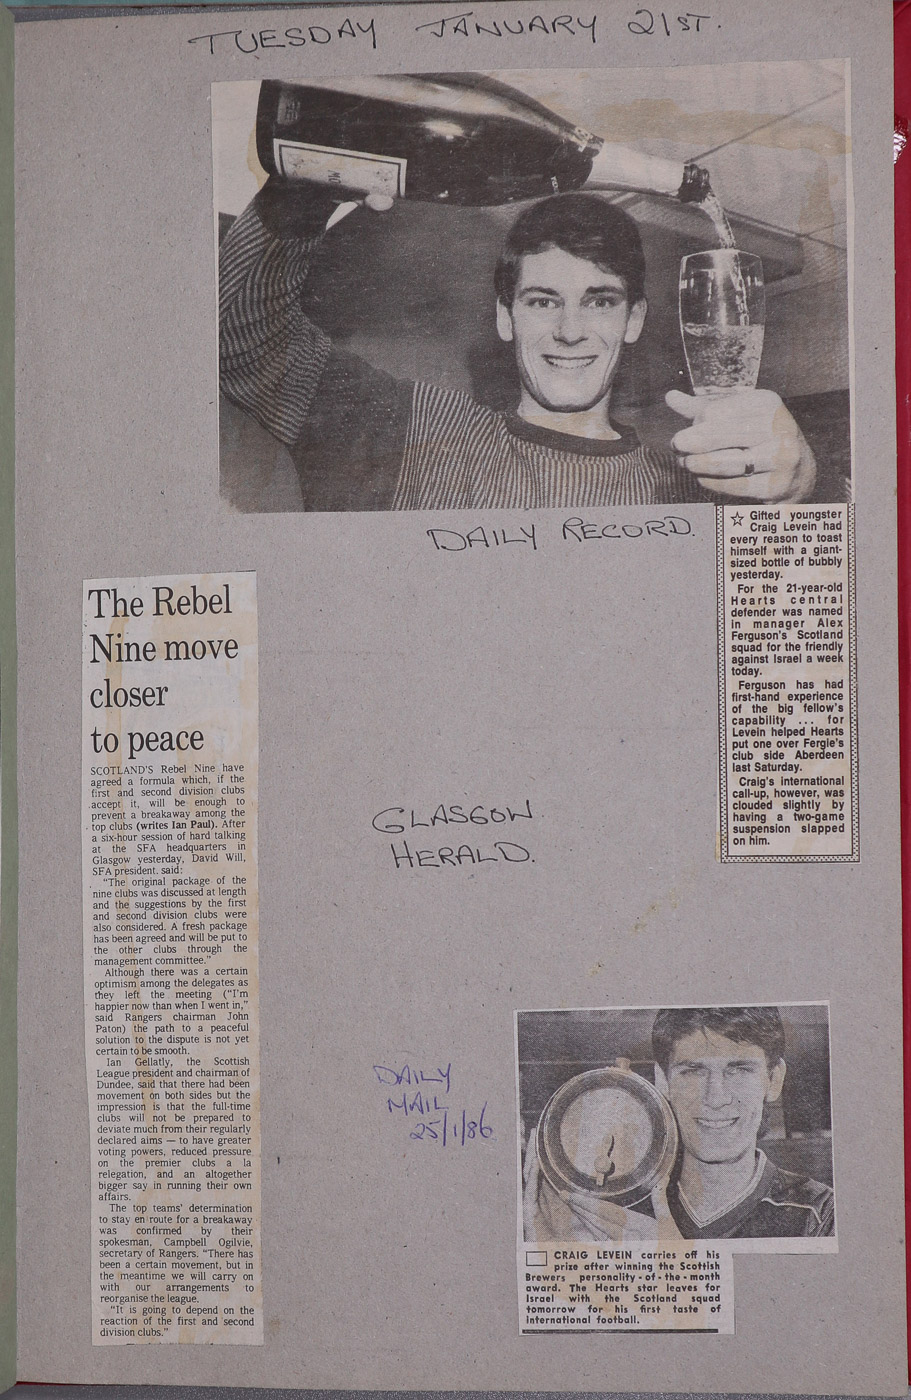 TUESDAY JANUARY 21ST.
DAILY RECORD.
☆ Gifted youngster
Craig Levein had
every reason to toast
himself with a giant-
sized bottle of bubbly
yesterday.
For the 21-year-old
Hearts central
defender was named
in manager Alex
Ferguson's Scotland
squad for the friendly
against Israel a week
today.
Ferguson has had
first-hand experience
of the big fellow's
capability ... for
Levein helped Hearts
put one over Fergie's
club side Aberdeen
last Saturday.
Craig's international
call-up, however, was
clouded slightly by
having a two-game
suspension slapped
on him.
The Rebel
Nine move
closer
to peace
SCOTLAND'S Rebel Nine have
agreed a formula which, if the
first and second division clubs
accept it, will be enough to
prevent a breakaway among the
top clubs (writes Ian Paul). After
a six-hour session of hard talking
at the SFA headquarters in
Glasgow yesterday, David Will,
SFA president, said:
"The original package of the
nine clubs was discussed at length
and the suggestions by the first
and second division clubs were
also considered. A fresh package
has been agreed and will be put to
the other clubs through the
management committee."
Although there was a certain
optimism among the delegates as
they left the meeting ("I'm
happier now than when I went in,"
said Rangers chairman John
Paton) the path to a peaceful
solution to the dispute is not yet
certain to be smooth.
Ian Gellatly, the Scottish
League president and chairman of
Dundee, said that there had been
movement on both sides but the
impression is that the full-time
clubs will not be prepared to
deviate much from their regularly
declared aims — to have greater
voting powers, reduced pressure
on the premier clubs a la
relegation, and an altogether
bigger say in running their own
affairs.
The top teams' determination
to stay en route for a breakaway
was confirmed by their
spokesman, Campbell Ogilvie,
secretary of Rangers. "There has
been a certain movement, but in
the meantime we will carry on
with our arrangements to
reorganise the league.
"It is going to depend on the
reaction of the first and second
division clubs."
GLASGOW
HERALD.
DAILY
MAIL
25/1/86
CRAIG LEVEIN carries off his
prize after winning the Scottish
Brewers personality-of-the-month
award. The Hearts star leaves for
Israel with the Scotland squad
tomorrow for his first taste of
international football.